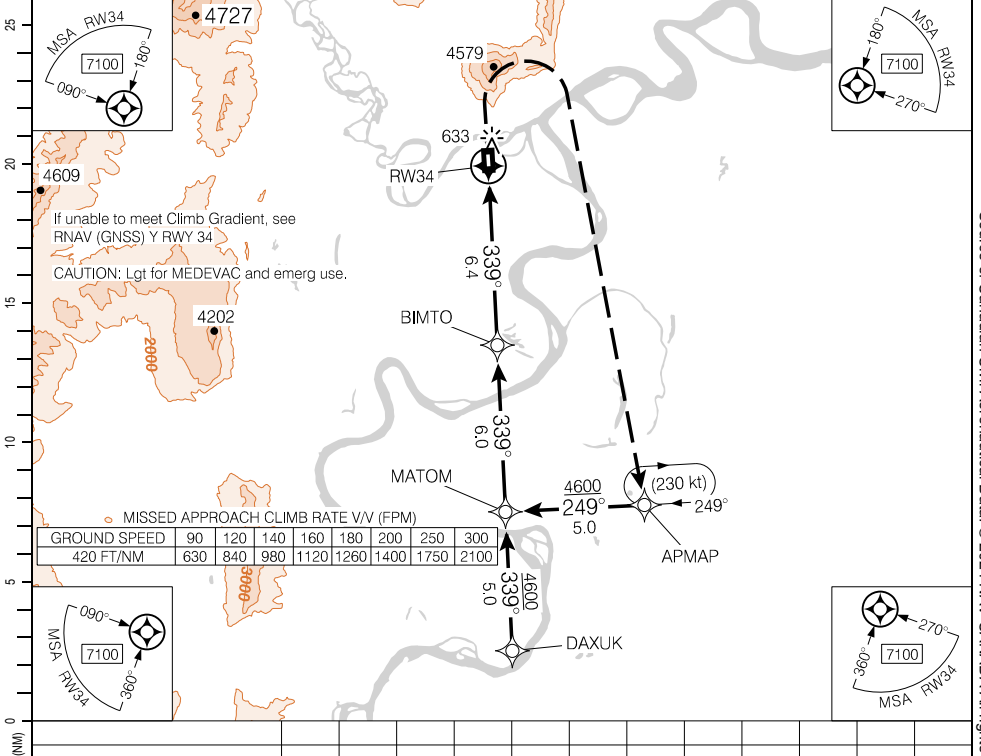 25
20
15
10
5
0
(NM)
MSA RW34
7100
090°
180°
MSA RW34
7100
180°
270°
4727
4579
633
RW34
4609
If unable to meet Climb Gradient, see
RNAV (GNSS) Y RWY 34
CAUTION: Lgt for MEDEVAC and emerg use.
339°
6.4
4202
2000
BIMTO
339°
6.0
MATOM
4600
249°
5.0
(230 kt)
249°
APMAP
MISSED APPROACH CLIMB RATE V/V (FPM)
GROUND SPEED 90 120 140 160 180 200 250 300
420 FT/NM 630 840 980 1120 1260 1400 1750 2100
3000
4600
339°
5.0
DAXUK
090°
360°
7100
MSA RW34
270°
360°
7100
MSA RW34